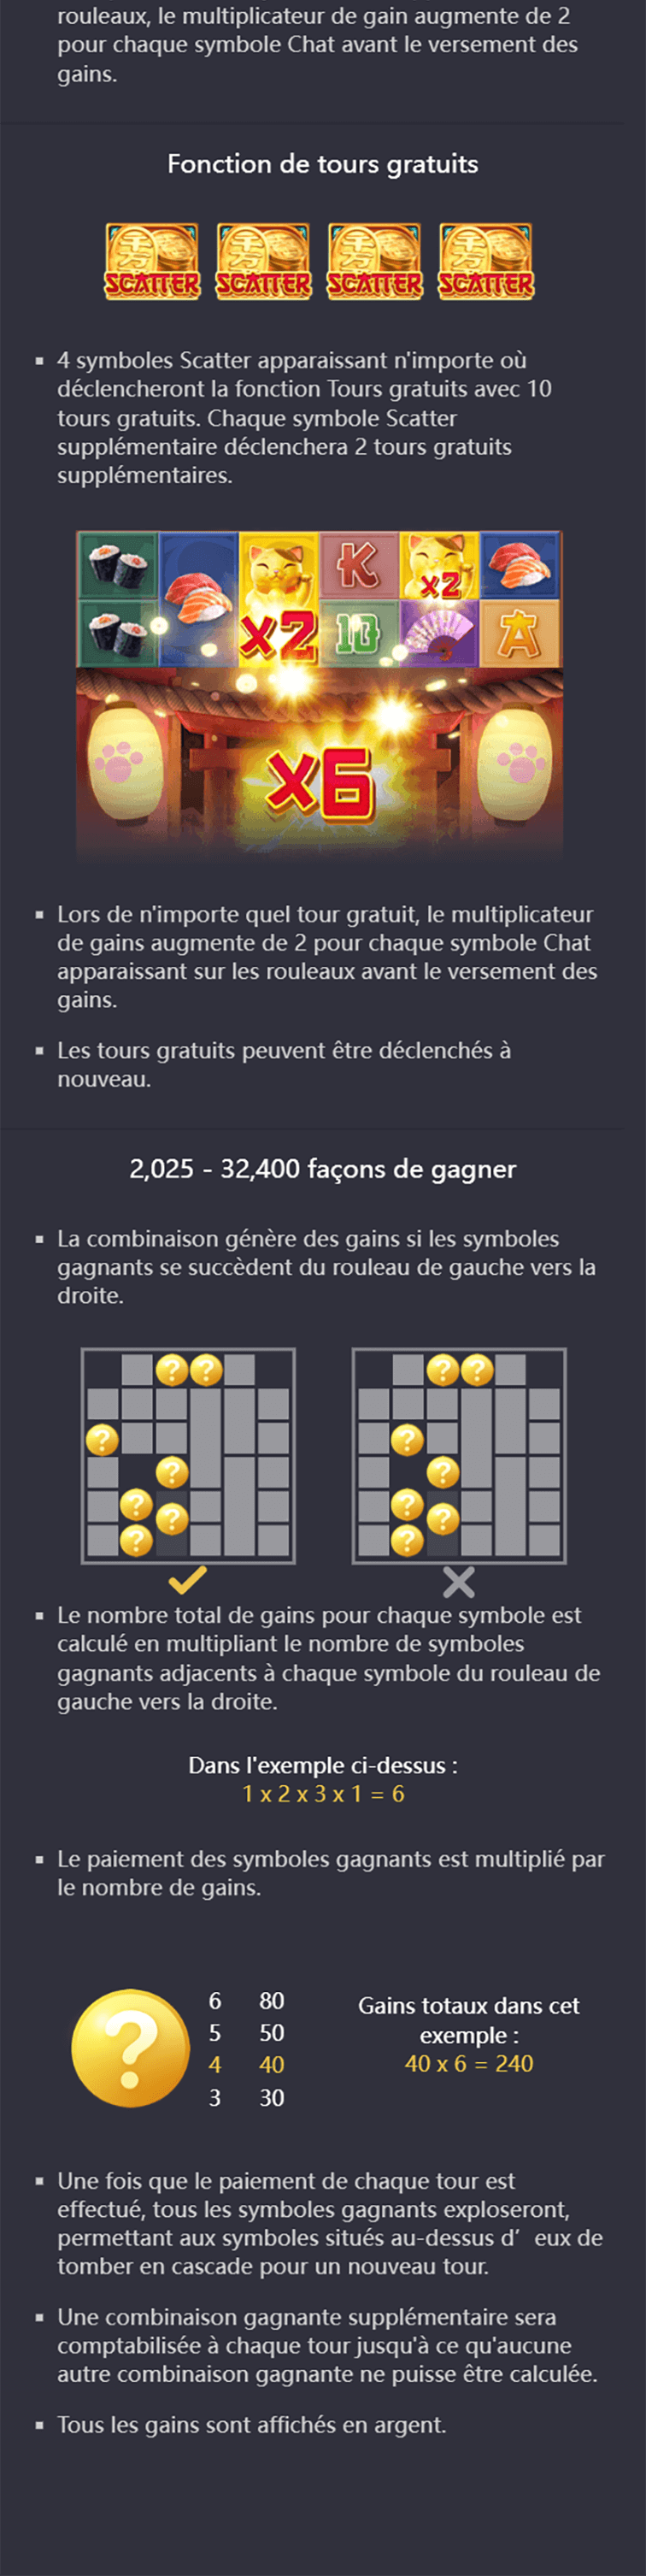 rouleaux, le multiplicateur de gain augmente de 2
pour chaque symbole Chat avant le versement des
gains.
Fonction de tours gratuits
千万 SCATTER 千万 SCATTER 千万 SCATTER 千万 SCATTER
▪ 4 symboles Scatter apparaissant n'importe où
déclencheront la fonction Tours gratuits avec 10
tours gratuits. Chaque symbole Scatter
supplémentaire déclenchera 2 tours gratuits
supplémentaires.
K x2
x2 10 A
x6
▪ Lors de n'importe quel tour gratuit, le multiplicateur
de gains augmente de 2 pour chaque symbole Chat
apparaissant sur les rouleaux avant le versement des
gains.
▪ Les tours gratuits peuvent être déclenchés à
nouveau.
2,025 - 32,400 façons de gagner
▪ La combinaison génère des gains si les symboles
gagnants se succèdent du rouleau de gauche vers la
droite.
? ? ? ?
? ?
? ?
? ?
? ?
? ?
▪ Le nombre total de gains pour chaque symbole est
calculé en multipliant le nombre de symboles
gagnants adjacents à chaque symbole du rouleau de
gauche vers la droite.
Dans l'exemple ci-dessus :
1 x 2 x 3 x 1 = 6
▪ Le paiement des symboles gagnants est multiplié par
le nombre de gains.
?
6 80
5 50
4 40
3 30
Gains totaux dans cet
exemple :
40 x 6 = 240
▪ Une fois que le paiement de chaque tour est
effectué, tous les symboles gagnants exploseront,
permettant aux symboles situés au-dessus d’ eux de
tomber en cascade pour un nouveau tour.
▪ Une combinaison gagnante supplémentaire sera
comptabilisée à chaque tour jusqu'à ce qu'aucune
autre combinaison gagnante ne puisse être calculée.
▪ Tous les gains sont affichés en argent.